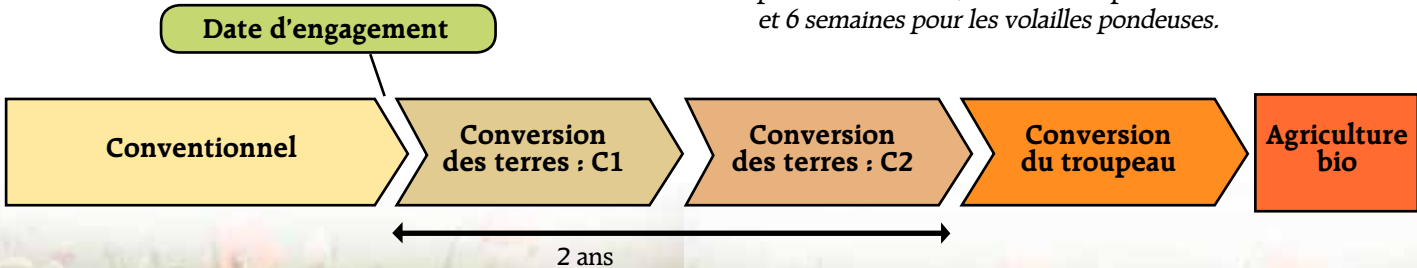 et 6 semaines pour les volailles pondeuses.
Date d'engagement
Conventionnel
Conversion
des terres : C1
Conversion
des terres : C2
Conversion
du troupeau
Agriculture
bio
2 ans